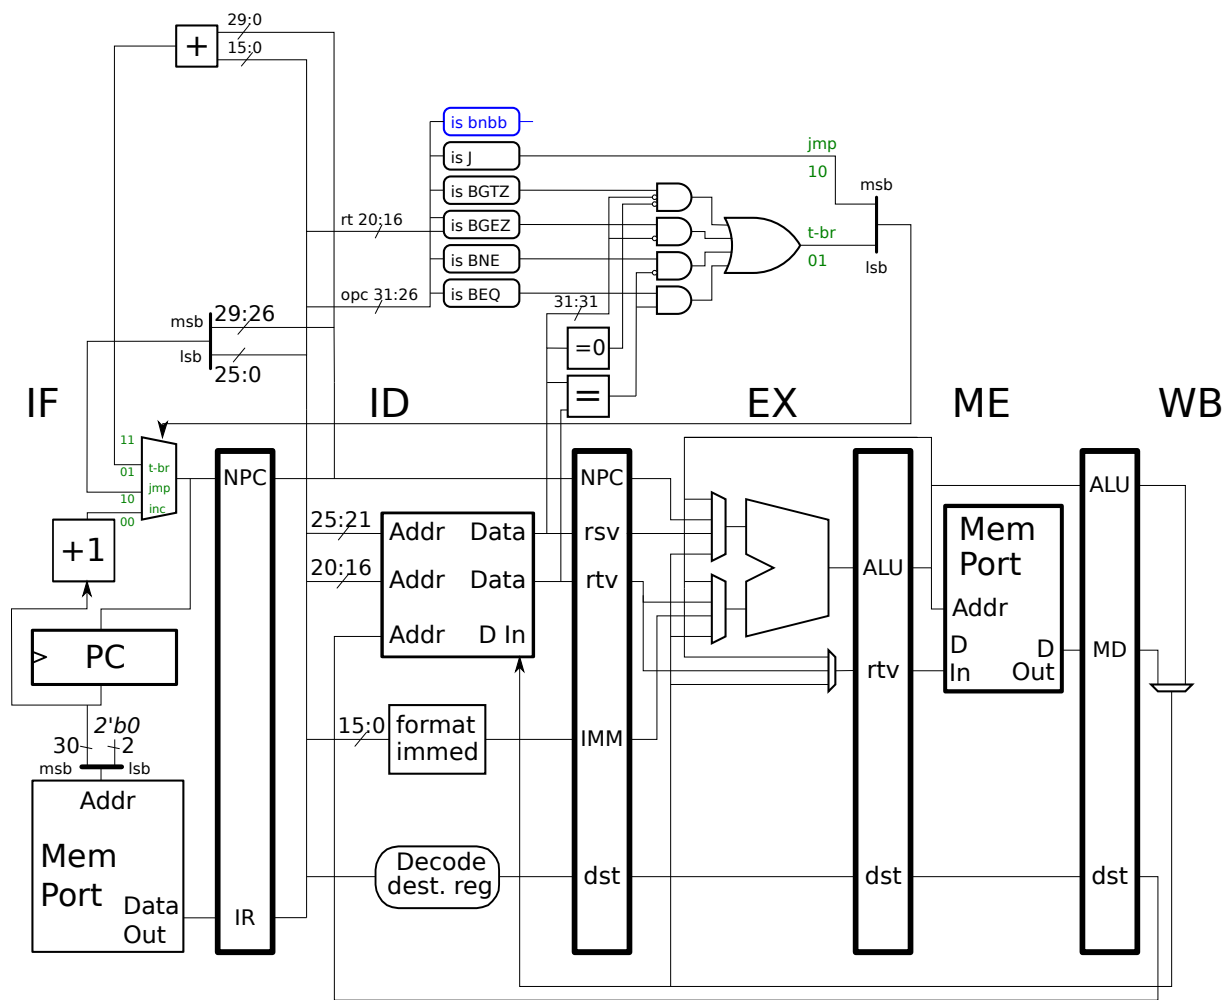 29:0
+
15:0
is bnbb
jmp
is J
10
msb
is BGTZ
rt 20:16
is BGEZ
t-br
is BNE
01
lsb
opc 31:26
is BEQ
31:31
msb
29:26
=0
lsb
25:0
=
IF
ID
EX
ME
WB
11
t-br
01
jmp
10
inc
00
NPC
NPC
ALU
+1
25:21
Addr
Data
rsv
Mem
Port
20:16
Addr
Data
rtv
ALU
Addr
Addr
D In
D
In
D
Out
MD
PC
rtv
2'b0
30
2
msb
lsb
15:0
format
immed
IMM
Addr
Mem
Port
Data
Out
IR
Decode
dest. reg
dst
dst
dst